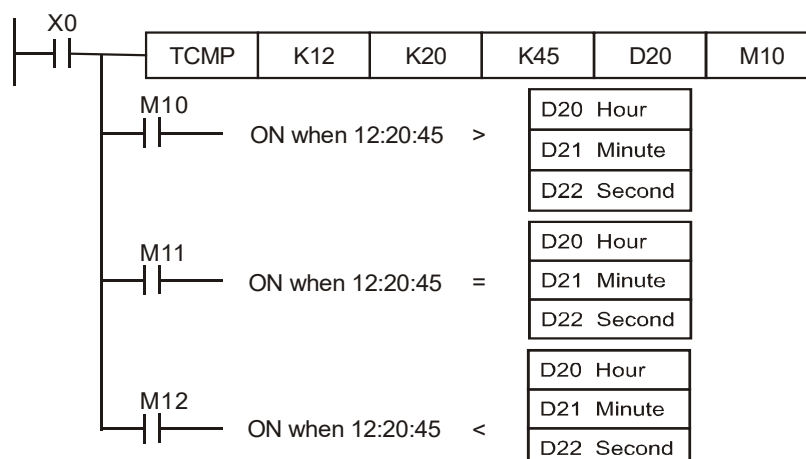 X0
TCMP K12 K20 K45 D20 M10
M10
ON when 12:20:45 >
D20 Hour
D21 Minute
D22 Second
M11
ON when 12:20:45 =
D20 Hour
D21 Minute
D22 Second
M12
ON when 12:20:45 <
D20 Hour
D21 Minute
D22 Second